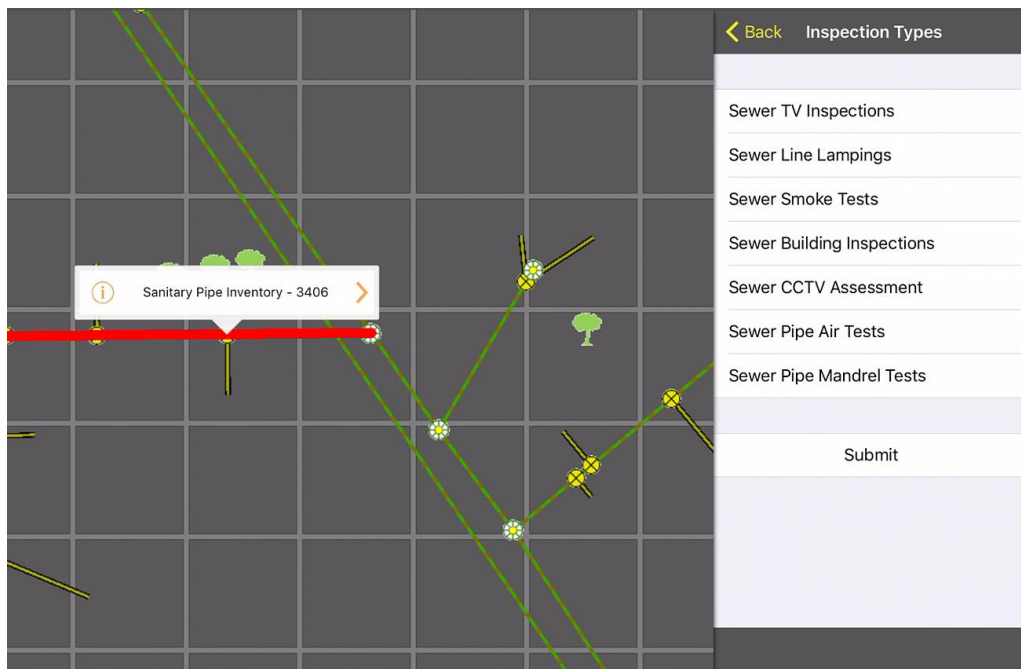 Back
Inspection Types
Sewer TV Inspections
Sewer Line Lampings
Sewer Smoke Tests
Sewer Building Inspections
Sewer CCTV Assessment
Sewer Pipe Air Tests
Sewer Pipe Mandrel Tests
Submit
Sanitary Pipe Inventory - 3406